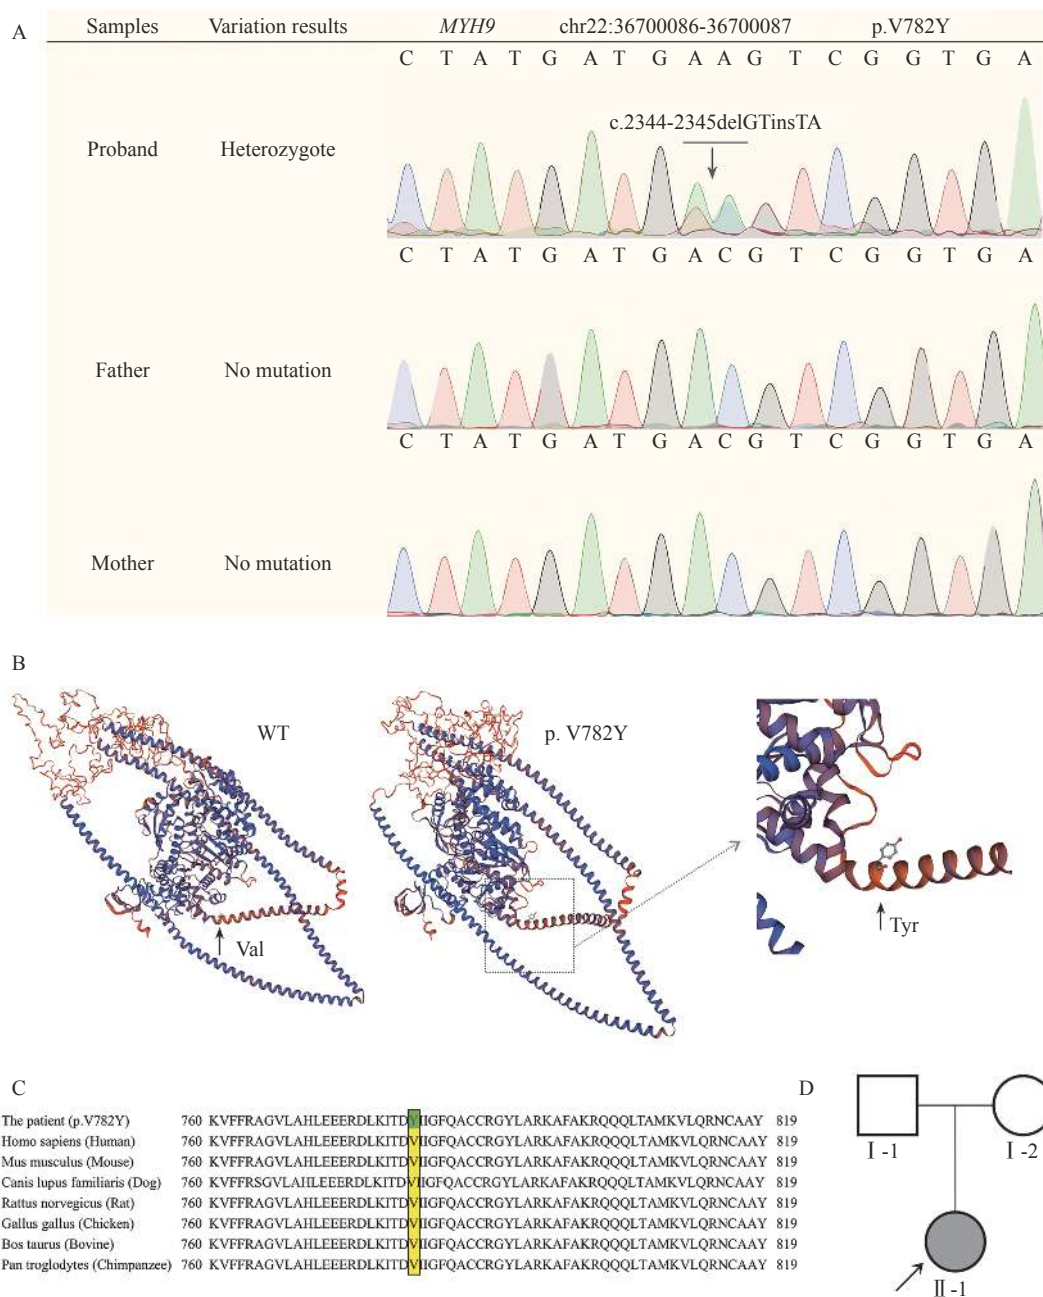 A
Samples Variation results MYH9 chr22:36700086-36700087 p.V782Y
C T A T G A T G A A G T C G G T G A
c.2344-2345delGTinsTA
Proband Heterozygote
C T A T G A T G A C G T C G G T G A
Father No mutation
C T A T G A T G A C G T C G G T G A
Mother No mutation
B
WT
p. V782Y
Val
Tyr
C
The patient (p.V782Y) 760 KVFFRAGVLAHLEEERDLKITDYIIGFQACCRGYLARKAFAKRQQQLTAMKVLQRNCAAY 819
Homo sapiens (Human) 760 KVFFRAGVLAHLEEERDLKITDVIIGFQACCRGYLARKAFAKRQQQLTAMKVLQRNCAAY 819
Mus musculus (Mouse) 760 KVFFRAGVLAHLEEERDLKITDVIIGFQACCRGYLARKAFAKRQQQLTAMKVLQRNCAAY 819
Canis lupus familiaris (Dog) 760 KVFFRSGVLAHLEEERDLKITDVIIGFQACCRGYLARKAFAKRQQQLTAMKVLQRNCAAY 819
Rattus norvegicus (Rat) 760 KVFFRAGVLAHLEEERDLKITDVIIGFQACCRGYLARKAFAKRQQQLTAMKVLQRNCAAY 819
Gallus gallus (Chicken) 760 KVFFRAGVLAHLEEERDLKITDVIIGFQACCRGYLARKAFAKRQQQLTAMKVLQRNCAAY 819
Bos taurus (Bovine) 760 KVFFRAGVLAHLEEERDLKITDVIIGFQACCRGYLARKAFAKRQQQLTAMKVLQRNCAAY 819
Pan troglodytes (Chimpanzee) 760 KVFFRAGVLAHLEEERDLKITDVIIGFQACCRGYLARKAFAKRQQQLTAMKVLQRNCAAY 819
D
I -1 I -2
II -1